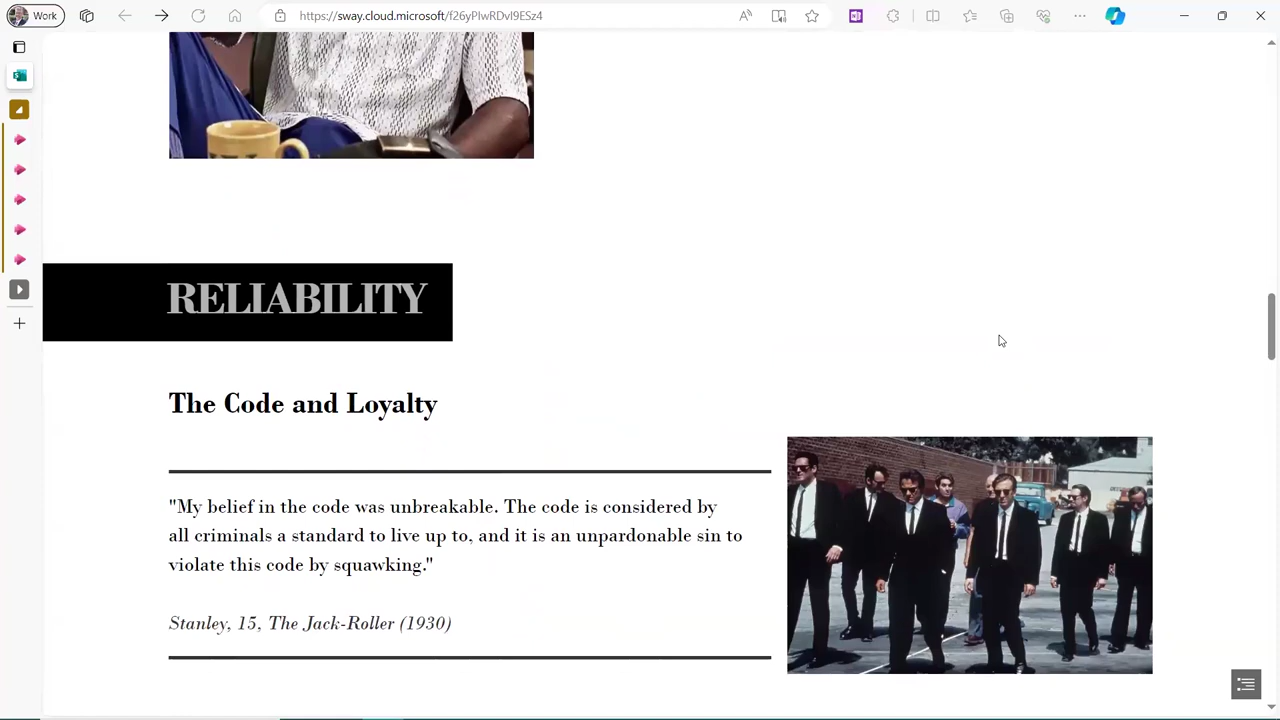 Work
https://sway.cloud.microsoft/f26yPIwRDvI9ESz4
RELIABILITY
The Code and Loyalty
"My belief in the code was unbreakable. The code is considered by
all criminals a standard to live up to, and it is an unpardonable sin to
violate this code by squawking."
Stanley, 15, The Jack-Roller (1930)